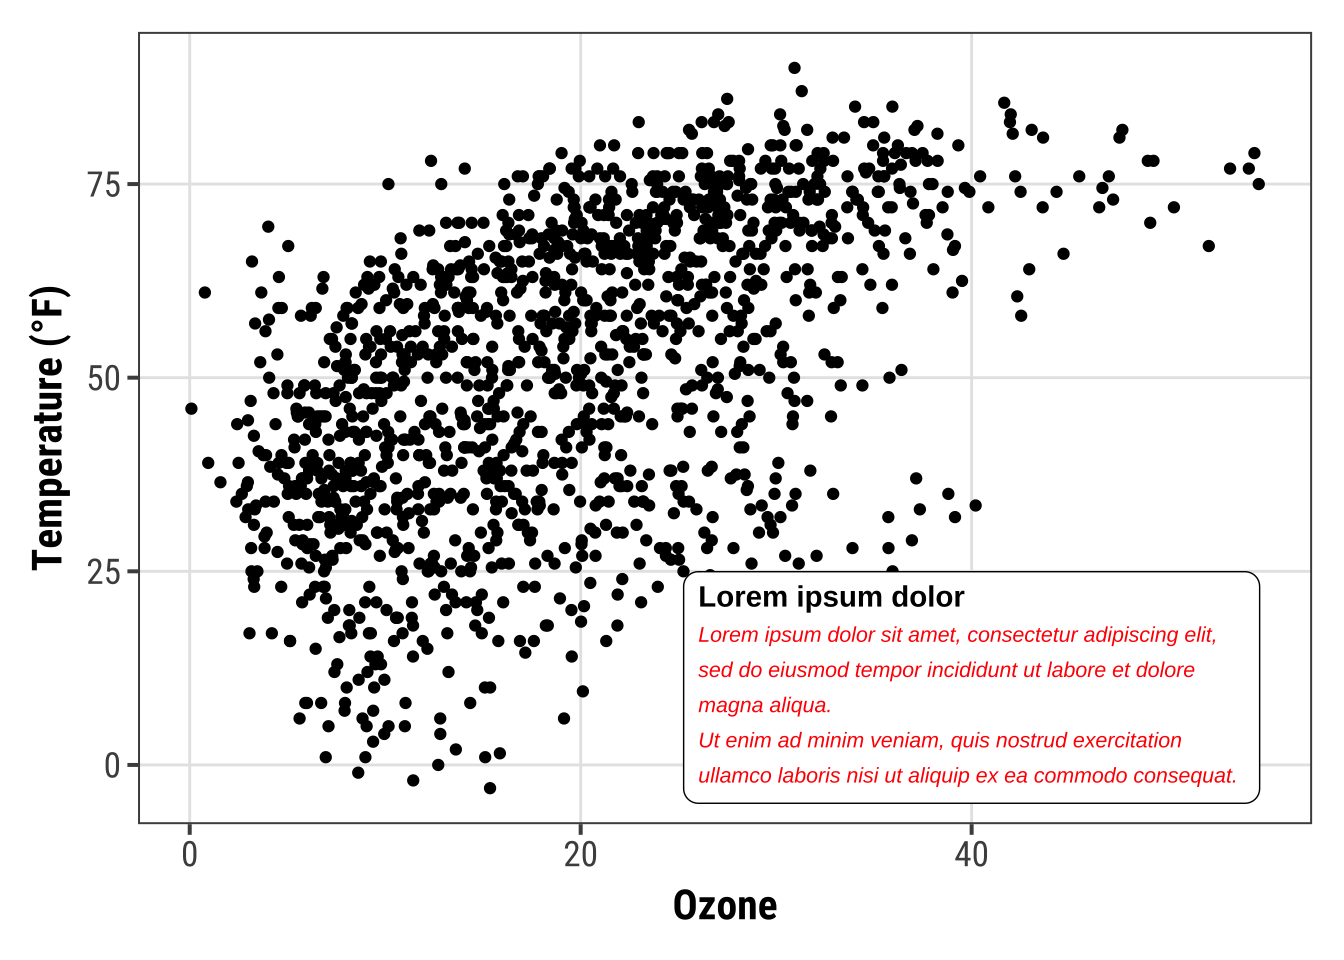 Temperature (°F)
75
50
25
0
Lorem ipsum dolor
Lorem ipsum dolor sit amet, consectetur adipiscing elit,
sed do eiusmod tempor incididunt ut labore et dolore
magna aliqua.
Ut enim ad minim veniam, quis nostrud exercitation
ullamco laboris nisi ut aliquip ex ea commodo consequat.
0
20
40
Ozone